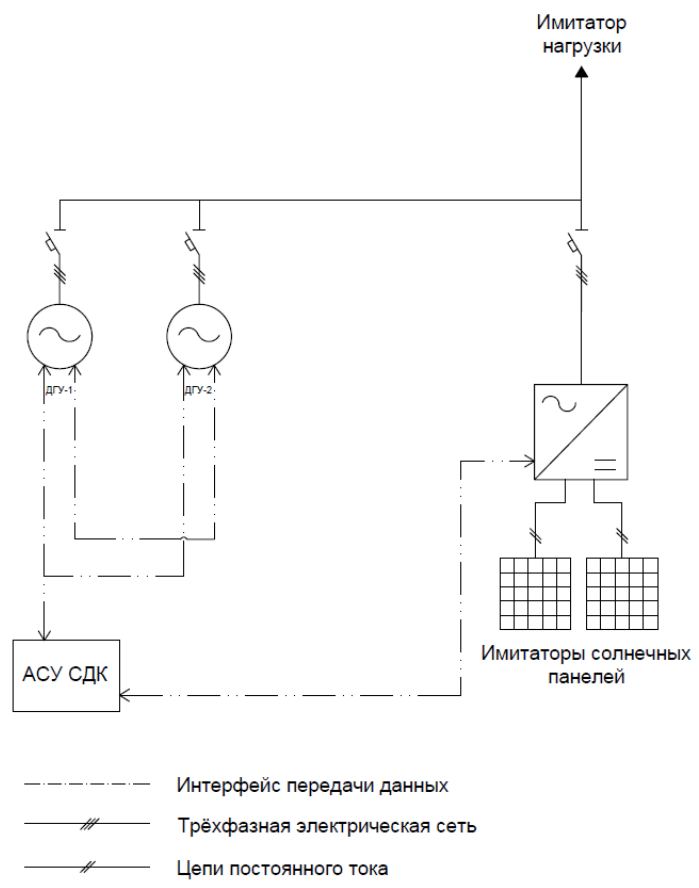 Имитатор
нагрузки
ДГУ-1
ДГУ-2
Имитаторы солнечных
панелей
АСУ СДК
Интерфейс передачи данных
Трёхфазная электрическая сеть
Цепи постоянного тока